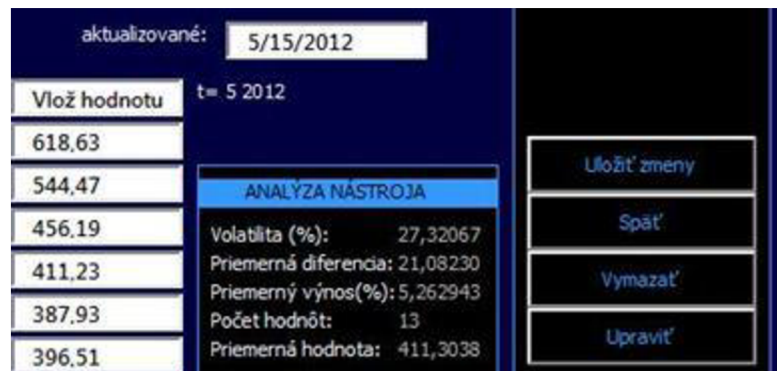 aktualizované: 5/15/2012
Vlož hodnotu
t= 5 2012
618,63
544,47
456,19
411,23
387,93
396,51
ANALÝZA NÁSTROJA
Volatilita (%): 27,32067
Priemerná diferencia: 21,08230
Priemerný výnos(%): 5,262943
Počet hodnôt: 13
Priemerná hodnota: 411,3038
Uložiť zmeny
Späť
Vymazať
Upraviť